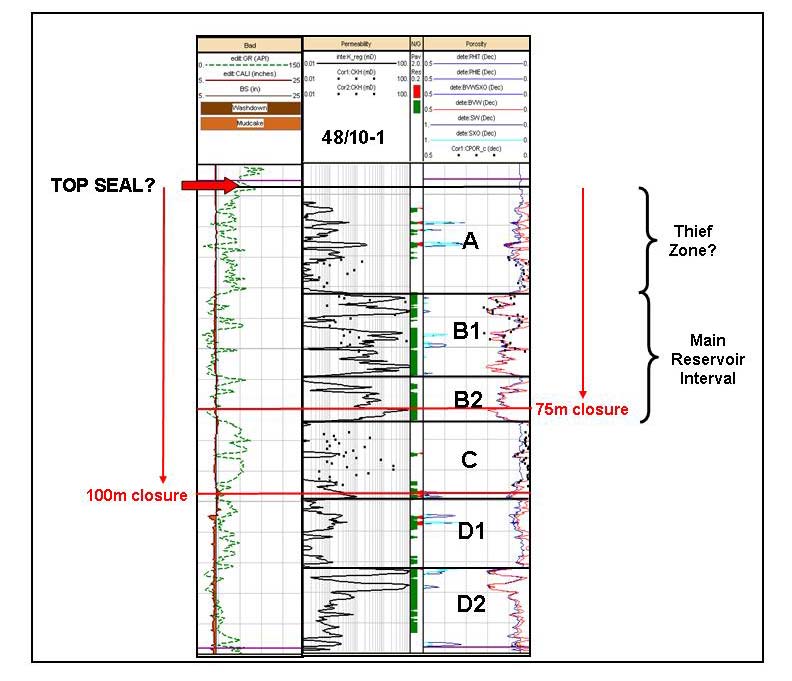 Bad
edit:GR (API)
0. 150
edit:CALI (inches)
5. 25
BS (in)
5. 25
Washdown
Mudcake
Permeability
inte:K_reg (mD)
0.01 100.
Cor1:CKH (mD)
0.01 100.
Cor2:CKH (mD)
0.01 100.
48/10-1
N/G
Pay
2.0
Res
0.2
Porosity
dete:PHIT (Dec)
0.5 0.
dete:PHIE (Dec)
0.5 0.
dete:BVWSXO (Dec)
0.5 0.
dete:BVW (Dec)
0.5 0.
dete:SW (Dec)
1. 0.
dete:SXO (Dec)
1. 0.
Cor1:CPOR_c (dec)
0.5 0.
TOP SEAL?
A
Thief
Zone?
B1
Main
Reservoir
Interval
B2
75m closure
C
100m closure
D1
D2